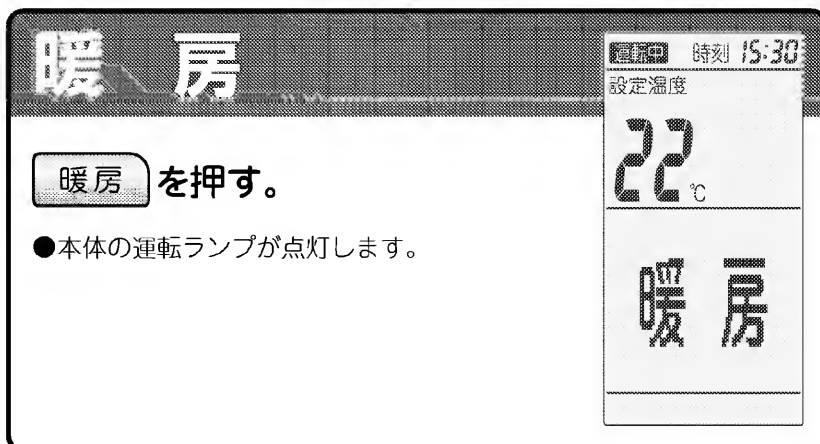 暖 房
運転中 時刻 15:30
設定温度
22℃
暖 房
暖房 を押す。
●本体の運転ランプが点灯します。